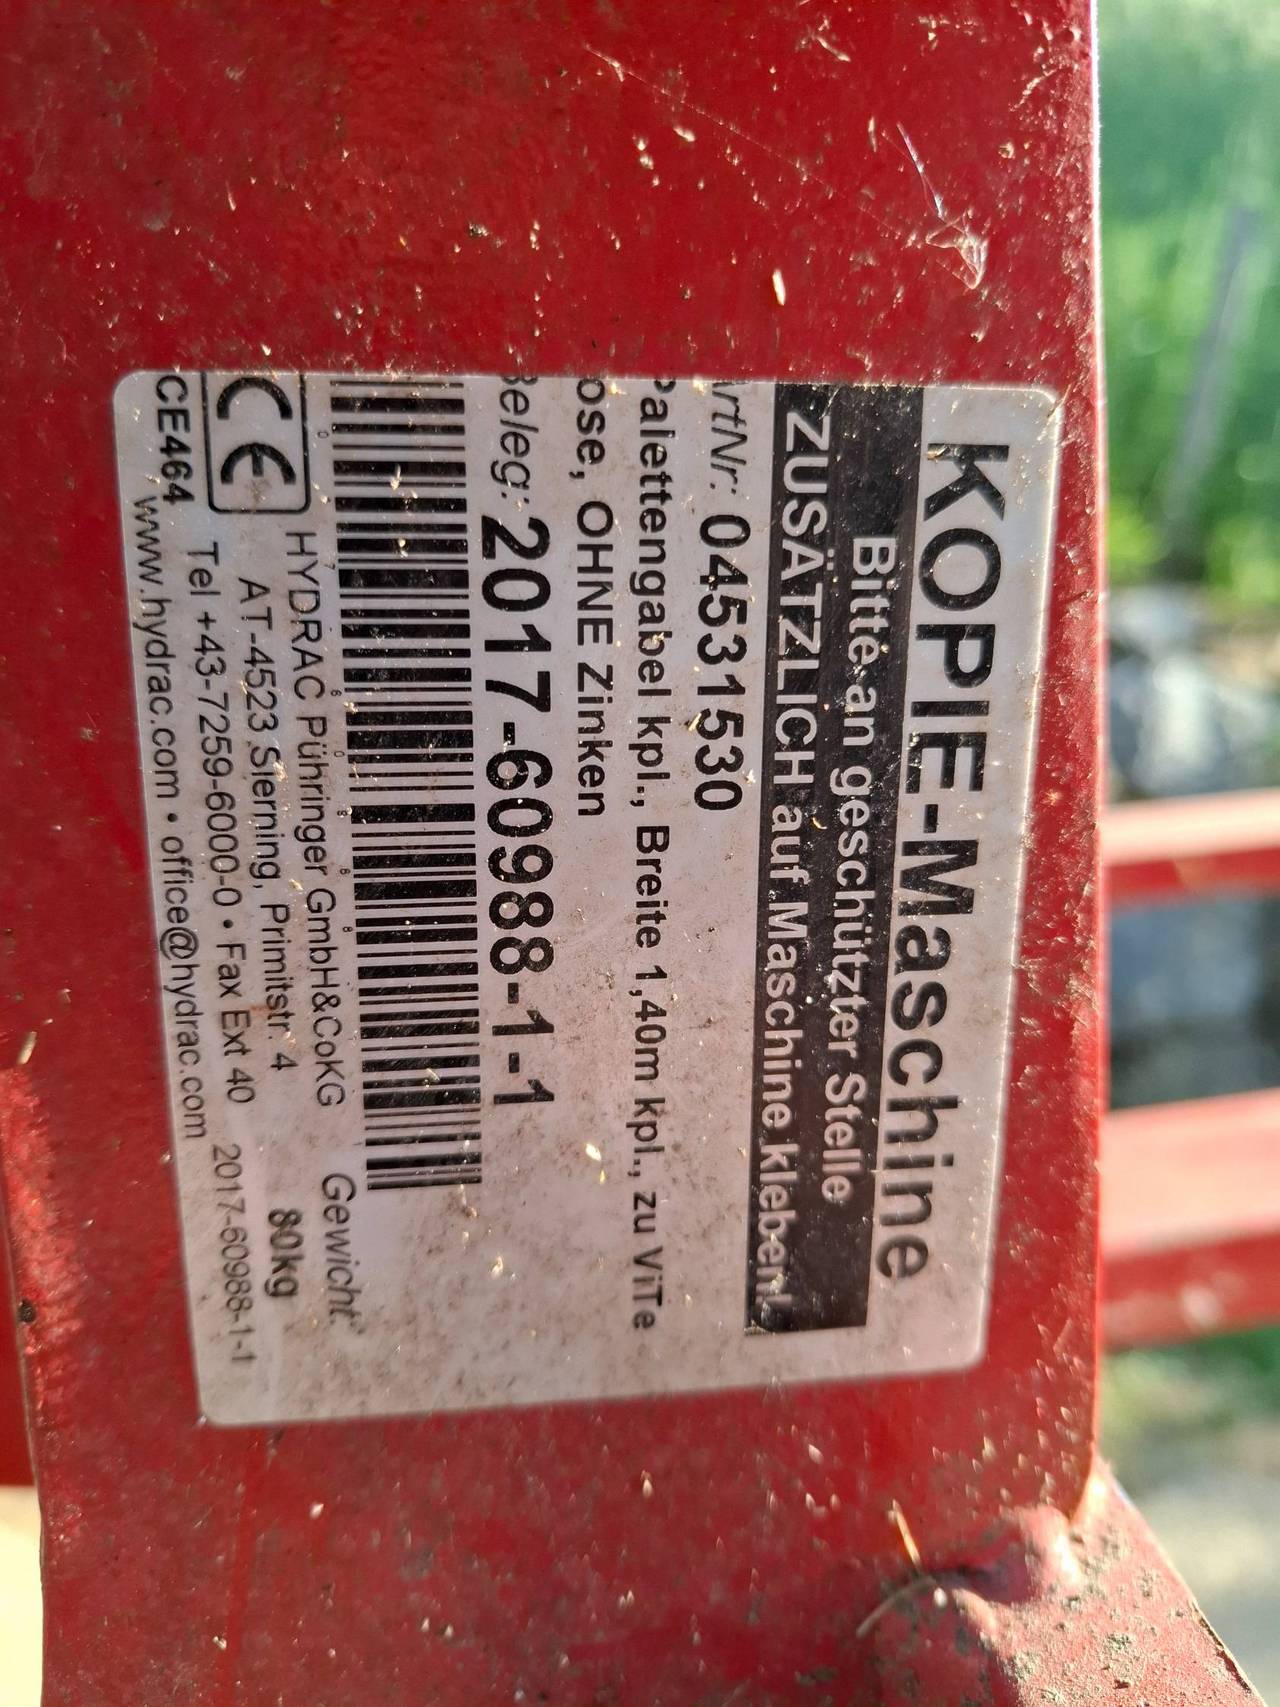 KOPIE-Maschine
Bitte an geschützter Stelle
ZUSÄTZLICH auf Maschine kleben!
ArtNr: 04531530
Palettengabel kpl., Breite 1,40m kpl., zu ViTe
ose, OHNE Zinken
Beleg: 2017-60988-1-1
CE
HYDRAC Pühringer GmbH&CoKG
Gewicht:
AT-4523 Sierning, Primitstr. 4
80kg
CE464
Tel +43-7259-6000-0 • Fax Ext 40
2017-60988-1-1
www.hydrac.com • office@hydrac.com